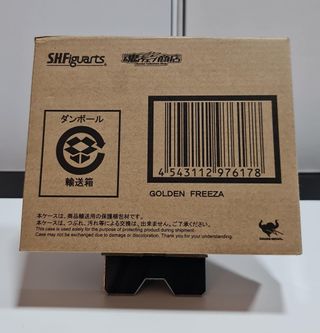 S.H.Figuarts
魂ウェブ商店
ダンボール
輸送箱
4 543112 976178
GOLDEN FREEZA
本ケースは、商品輸送用の保護梱包材です。
本ケースの、つぶれ、汚れ等による交換は、出来ません。ご了承ください。
This case is used solely for the purpose of protecting product during shipment.
Case may not be exchanged due to damage or discoloration. Thank you for your understanding.